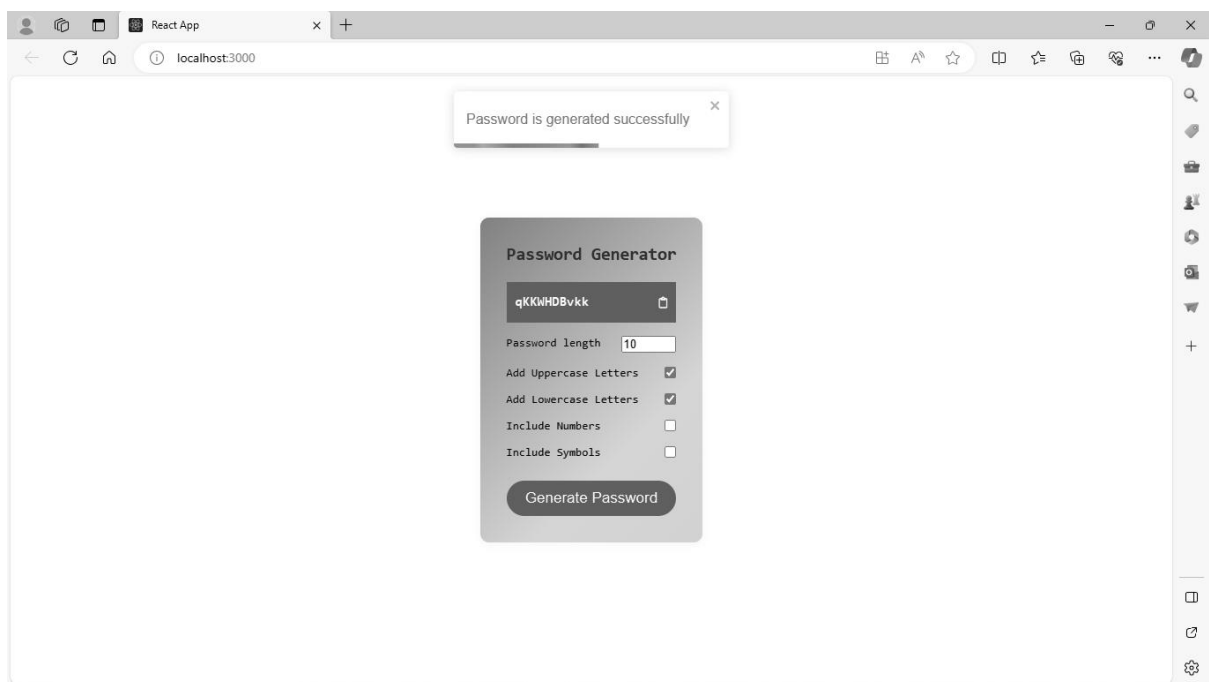 React App
localhost:3000
Password is generated successfully
Password Generator
qKKWHDBvkk
Password length 10
Add Uppercase Letters
Add Lowercase Letters
Include Numbers
Include Symbols
Generate Password